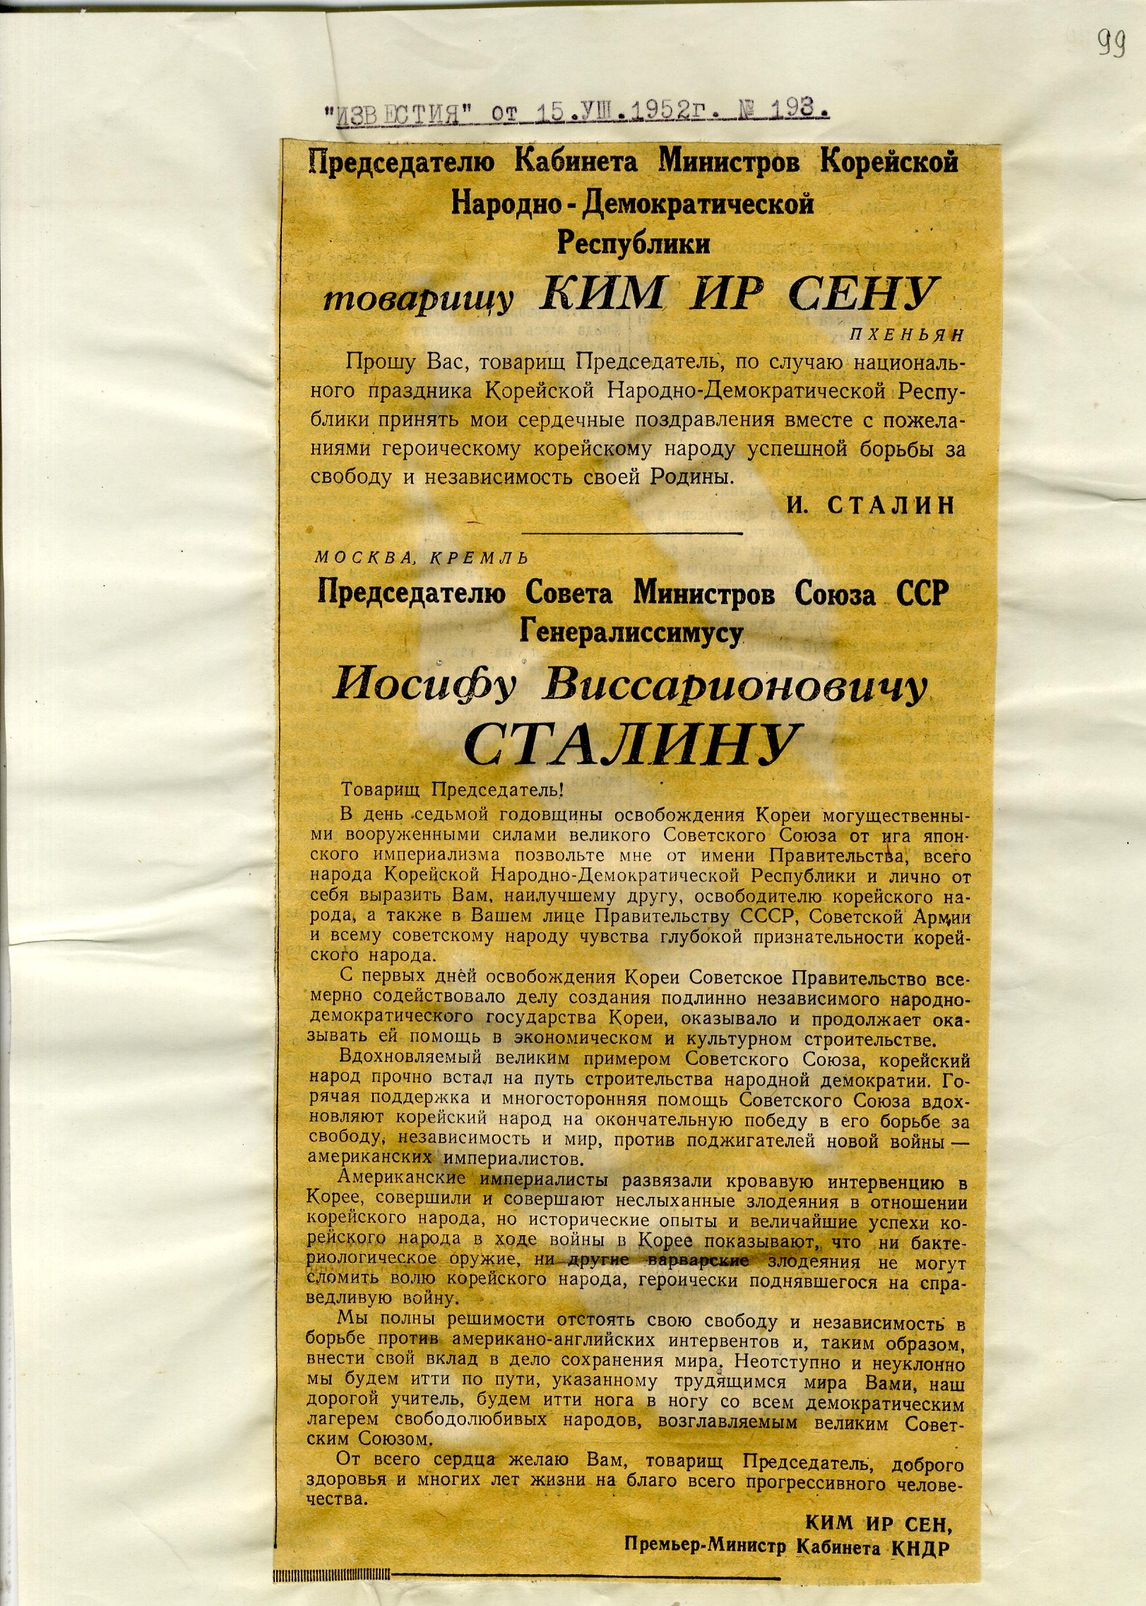 99
"ИЗВЕСТИЯ" от 15.УШ.1952г. № 193.
Председателю Кабинета Министров Корейской
Народно-Демократической
Республики
товарищу КИМ ИР СЕНУ
ПХЕНЬЯН
Прошу Вас, товарищ Председатель, по случаю националь-
ного праздника Корейской Народно-Демократической Респу-
блики принять мои сердечные поздравления вместе с пожела-
ниями героическому корейскому народу успешной борьбы за
свободу и независимость своей Родины.
И. СТАЛИН
МОСКВА, КРЕМЛЬ
Председателю Совета Министров Союза ССР
Генералиссимусу
Иосифу Виссарионовичу
СТАЛИНУ
Товарищ Председатель!
В день седьмой годовщины освобождения Кореи могущественны-
ми вооруженными силами великого Советского Союза от ига япон-
ского империализма позвольте мне от имени Правительства, всего
народа Корейской Народно-Демократической Республики и лично от
себя выразить Вам, наилучшему другу, освободителю корейского на-
рода, а также в Вашем лице Правительству СССР, Советской Армии
и всему советскому народу чувства глубокой признательности корей-
ского народа.
С первых дней освобождения Кореи Советское Правительство все-
мерно содействовало делу создания подлинно независимого народно-
демократического государства Кореи, оказывало и продолжает ока-
зывать ей помощь в экономическом и культурном строительстве.
Вдохновляемый великим примером Советского Союза, корейский
народ прочно встал на путь строительства народной демократии. Го-
рячая поддержка и многосторонняя помощь Советского Союза вдох-
новляют корейский народ на окончательную победу в его борьбе за
свободу, независимость и мир, против поджигателей новой войны —
американских империалистов.
Американские империалисты развязали кровавую интервенцию в
Корее, совершили и совершают неслыханные злодеяния в отношении
корейского народа, но исторические опыты и величайшие успехи ко-
рейского народа в ходе войны в Корее показывают, что ни бакте-
риологическое оружие, ни другие варварские злодеяния не могут
сломить волю корейского народа, героически поднявшегося на спра-
ведливую войну.
Мы полны решимости отстоять свою свободу и независимость в
борьбе против американо-английских интервентов и, таким образом,
внести свой вклад в дело сохранения мира. Неотступно и неуклонно
мы будем итти по пути, указанному трудящимся мира Вами, наш
дорогой учитель, будем итти нога в ногу со всем демократическим
лагерем свободолюбивых народов, возглавляемым великим Совет-
ским Союзом.
От всего сердца желаю Вам, товарищ Председатель, доброго
здоровья и многих лет жизни на благо всего прогрессивного челове-
чества.
КИМ ИР СЕН,
Премьер-Министр Кабинета КНДР